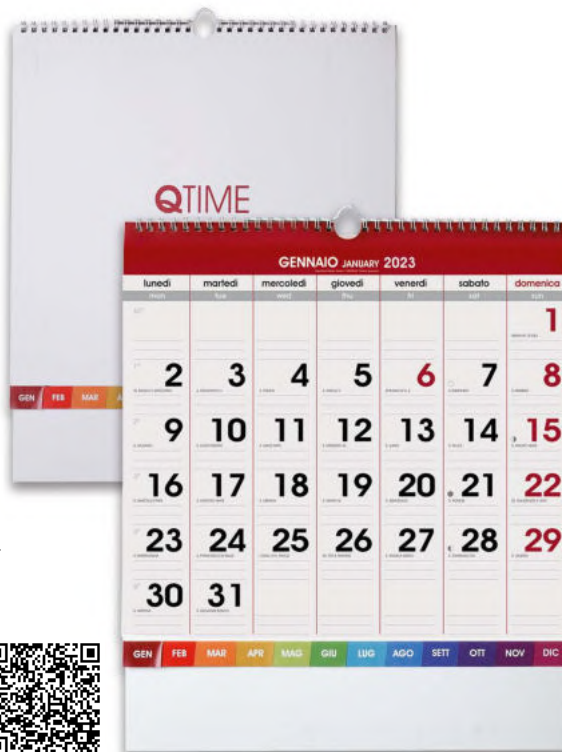 QTIME
GEN FEB MAR
GENNAIO JANUARY 2023
lunedì martedì mercoledì giovedì venerdì sabato domenica
mon tue wed thu fri sat sun
1
2 3 4 5 6 7 8
9 10 11 12 13 14 15
16 17 18 19 20 21 22
23 24 25 26 27 28 29
30 31
GEN FEB MAR APR MAG GIU LUG AGO SETT OTT NOV DIC